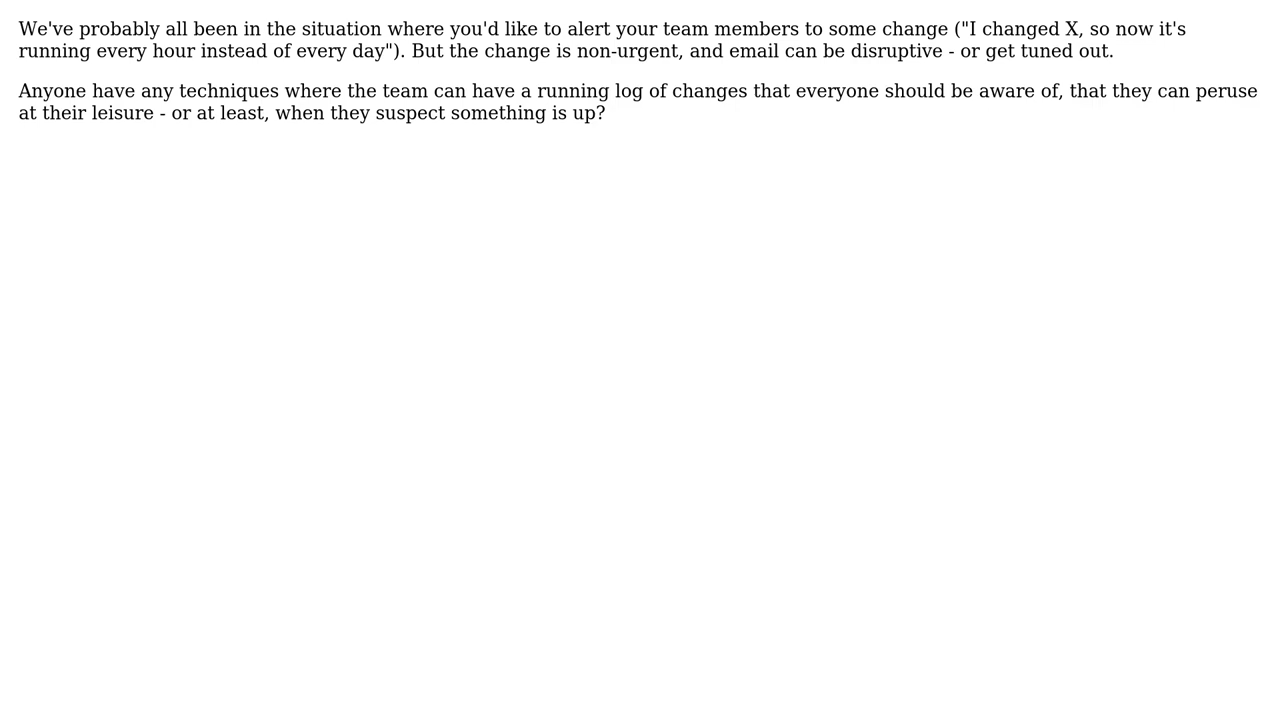 We've probably all been in the situation where you'd like to alert your team members to some change ("I changed X, so now it's
running every hour instead of every day"). But the change is non-urgent, and email can be disruptive - or get tuned out.
Anyone have any techniques where the team can have a running log of changes that everyone should be aware of, that they can peruse
at their leisure - or at least, when they suspect something is up?